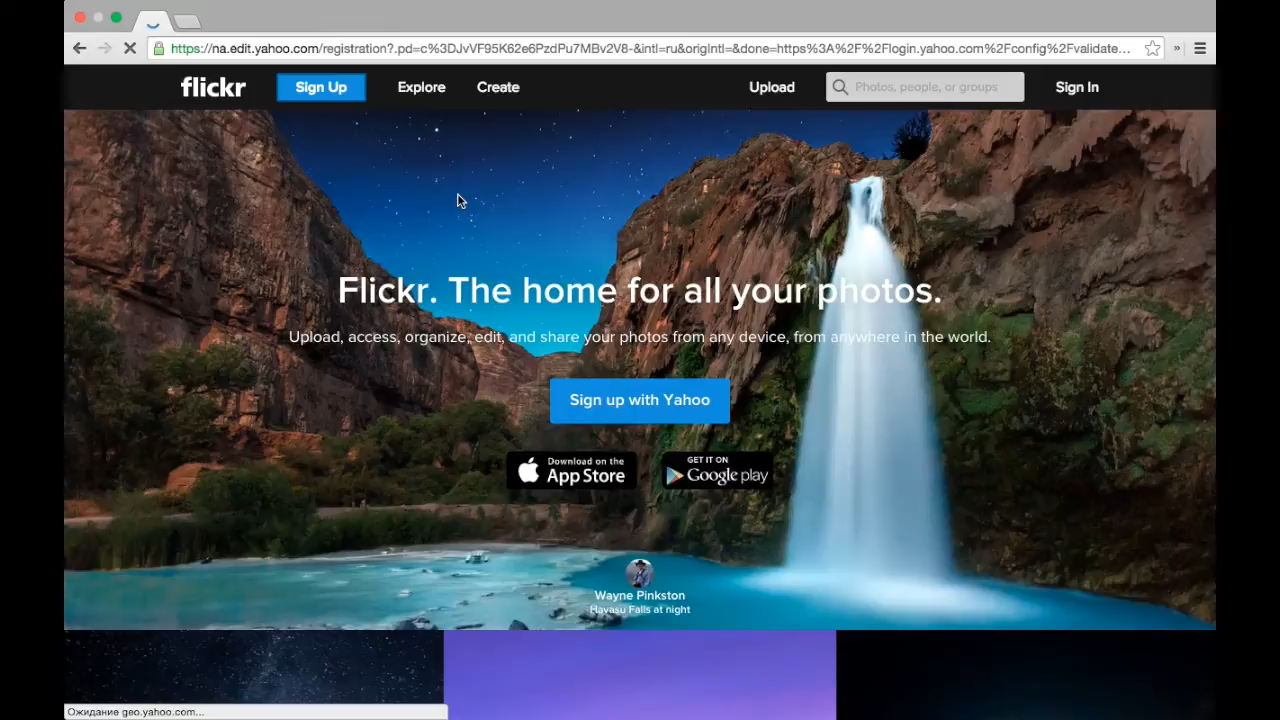 https://na.edit.yahoo.com/registration?.pd=c%3DJvVF95K62e6PzdPu7MBv2V8-&intl=ru&origIntl=&done=https%3A%2F%2Flogin.yahoo.com%2Fconfig%2Fvalidate...
flickr Sign Up Explore Create Upload Photos, people, or groups Sign In
Flickr. The home for all your photos.
Upload, access, organize, edit, and share your photos from any device, from anywhere in the world.
Sign up with Yahoo
Download on the App Store
GET IT ON Google play
Wayne Pinkston
Havasu Falls at night
Ожидание geo.yahoo.com...